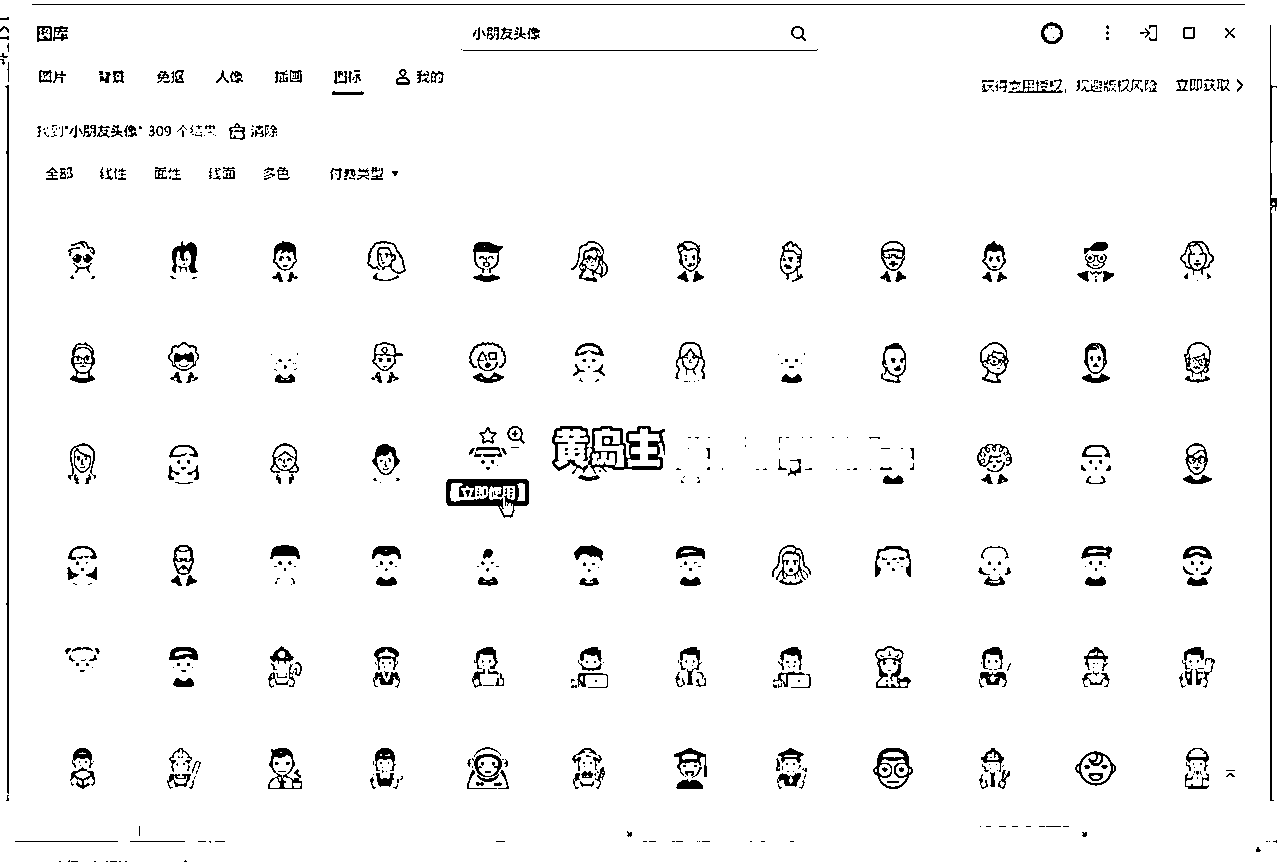 图库
小朋友头像
图片 背景 免抠 人像 插画 图标 我的
获得商用授权，规避版权风险 立即获取
找到"小朋友头像" 309 个结果 清除
全部 线性 面性 线面 多色 付费类型
黄岛主
立即使用